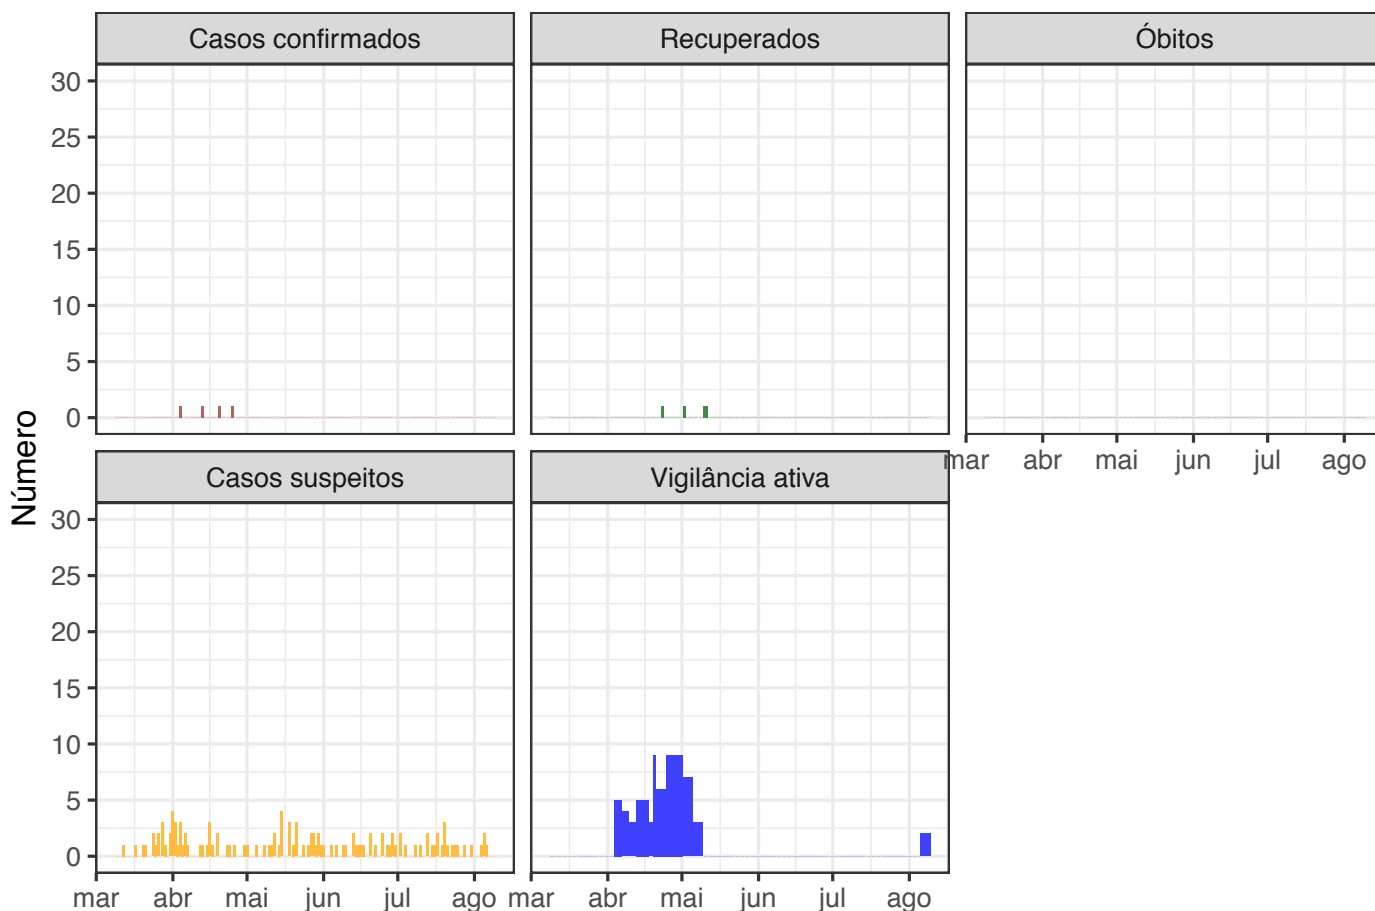 Casos confirmados
Recuperados
Óbitos
30
25
20
15
10
5
0
mar abr mai jun jul ago
Número
Casos suspeitos
Vigilância ativa
30
25
20
15
10
5
0
mar abr mai jun jul ago
mar abr mai jun jul ago